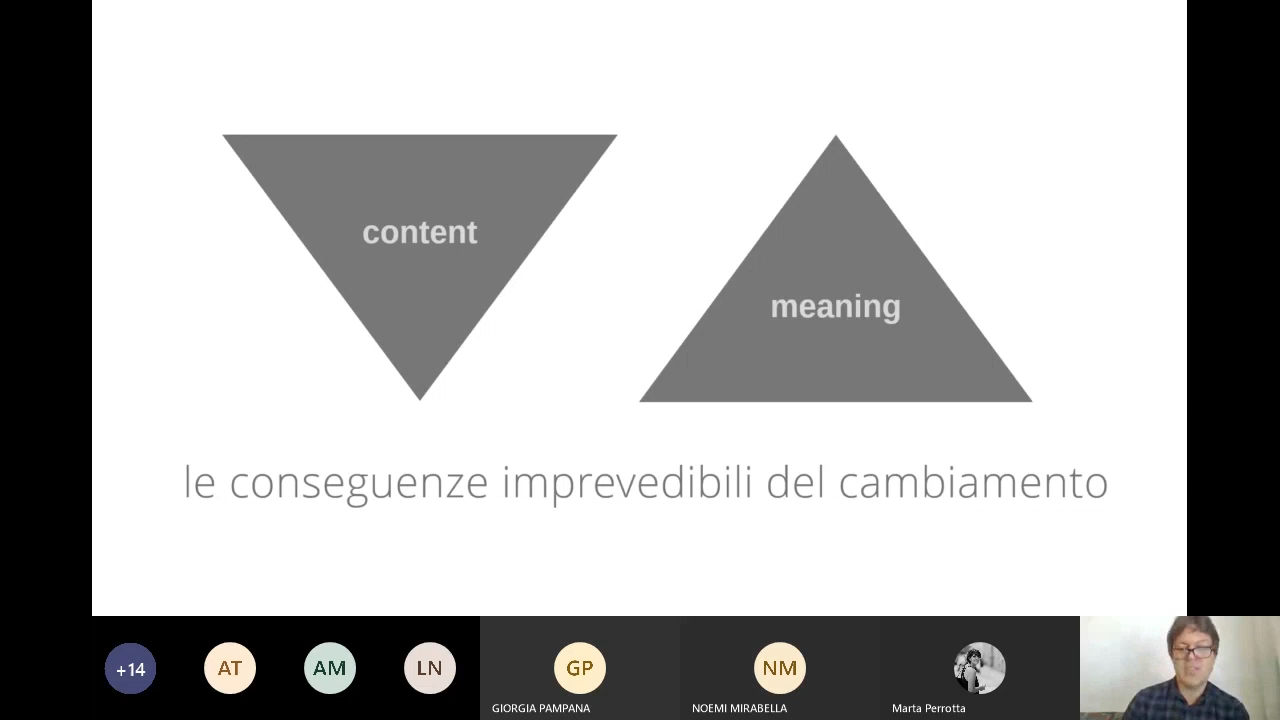 content
meaning
le conseguenze imprevedibili del cambiamento
+14
AT
AM
LN
GP
NM
GIORGIA PAMPANA
NOEMI MIRABELLA
Marta Perrotta